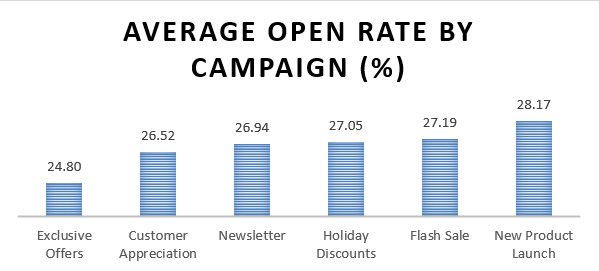 AVERAGE OPEN RATE BY
CAMPAIGN (%)
24.80
26.52
26.94
27.05
27.19
28.17
Exclusive
Offers
Customer
Appreciation
Newsletter
Holiday
Discounts
Flash Sale
New Product
Launch